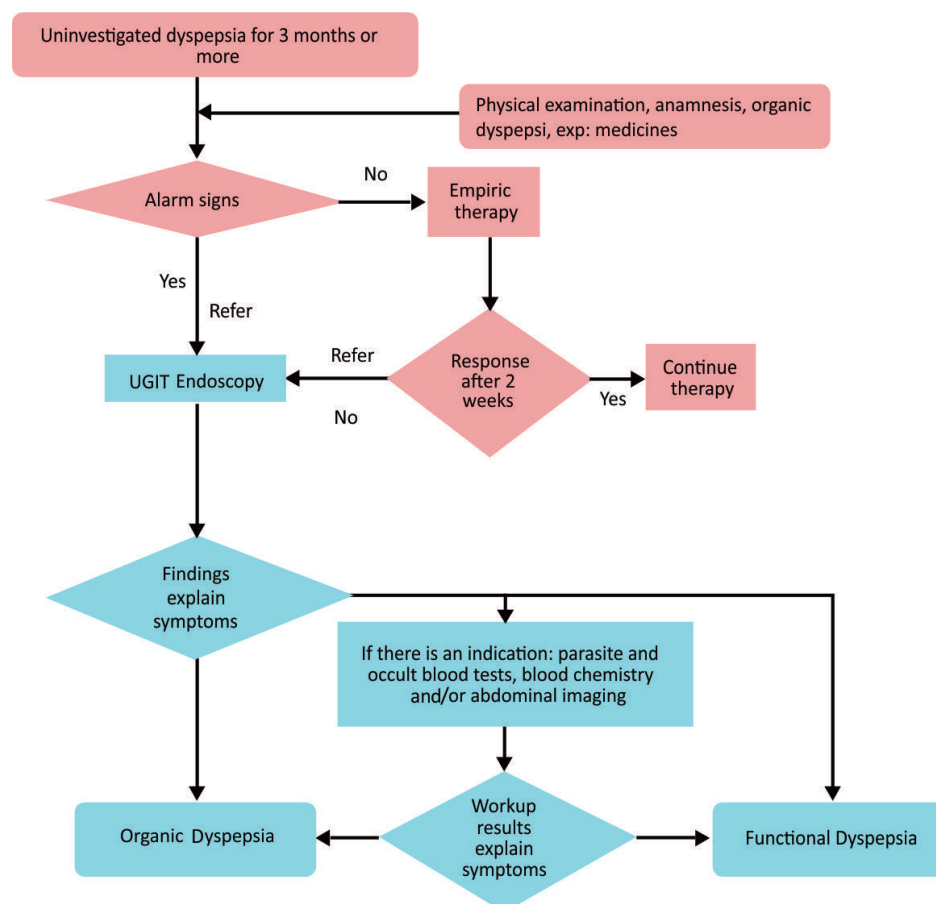 Uninvestigated dyspepsia for 3 months or
more
Physical examination, anamnesis, organic
dyspepsi, exp: medicines
Alarm signs
No
Empiric
therapy
Yes
Refer
UGIT Endoscopy
Refer
No
Response
after 2
weeks
Yes
Continue
therapy
Findings
explain
symptoms
If there is an indication: parasite and
occult blood tests, blood chemistry
and/or abdominal imaging
Organic Dyspepsia
Workup
results
explain
symptoms
Functional Dyspepsia